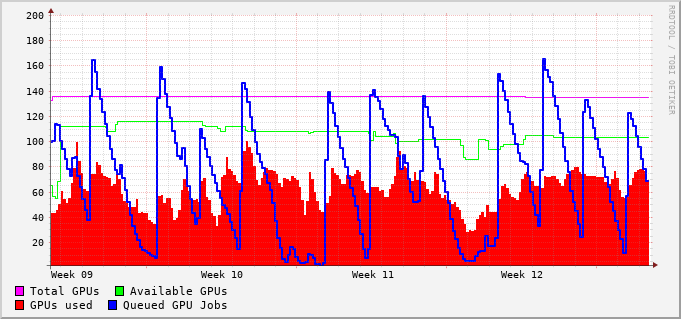 200
180
160
140
120
100
80
60
40
20
Week 09 Week 10 Week 11 Week 12
Total GPUs Available GPUs
GPUs used Queued GPU Jobs
RRDTOOL / TOBI OETIKER